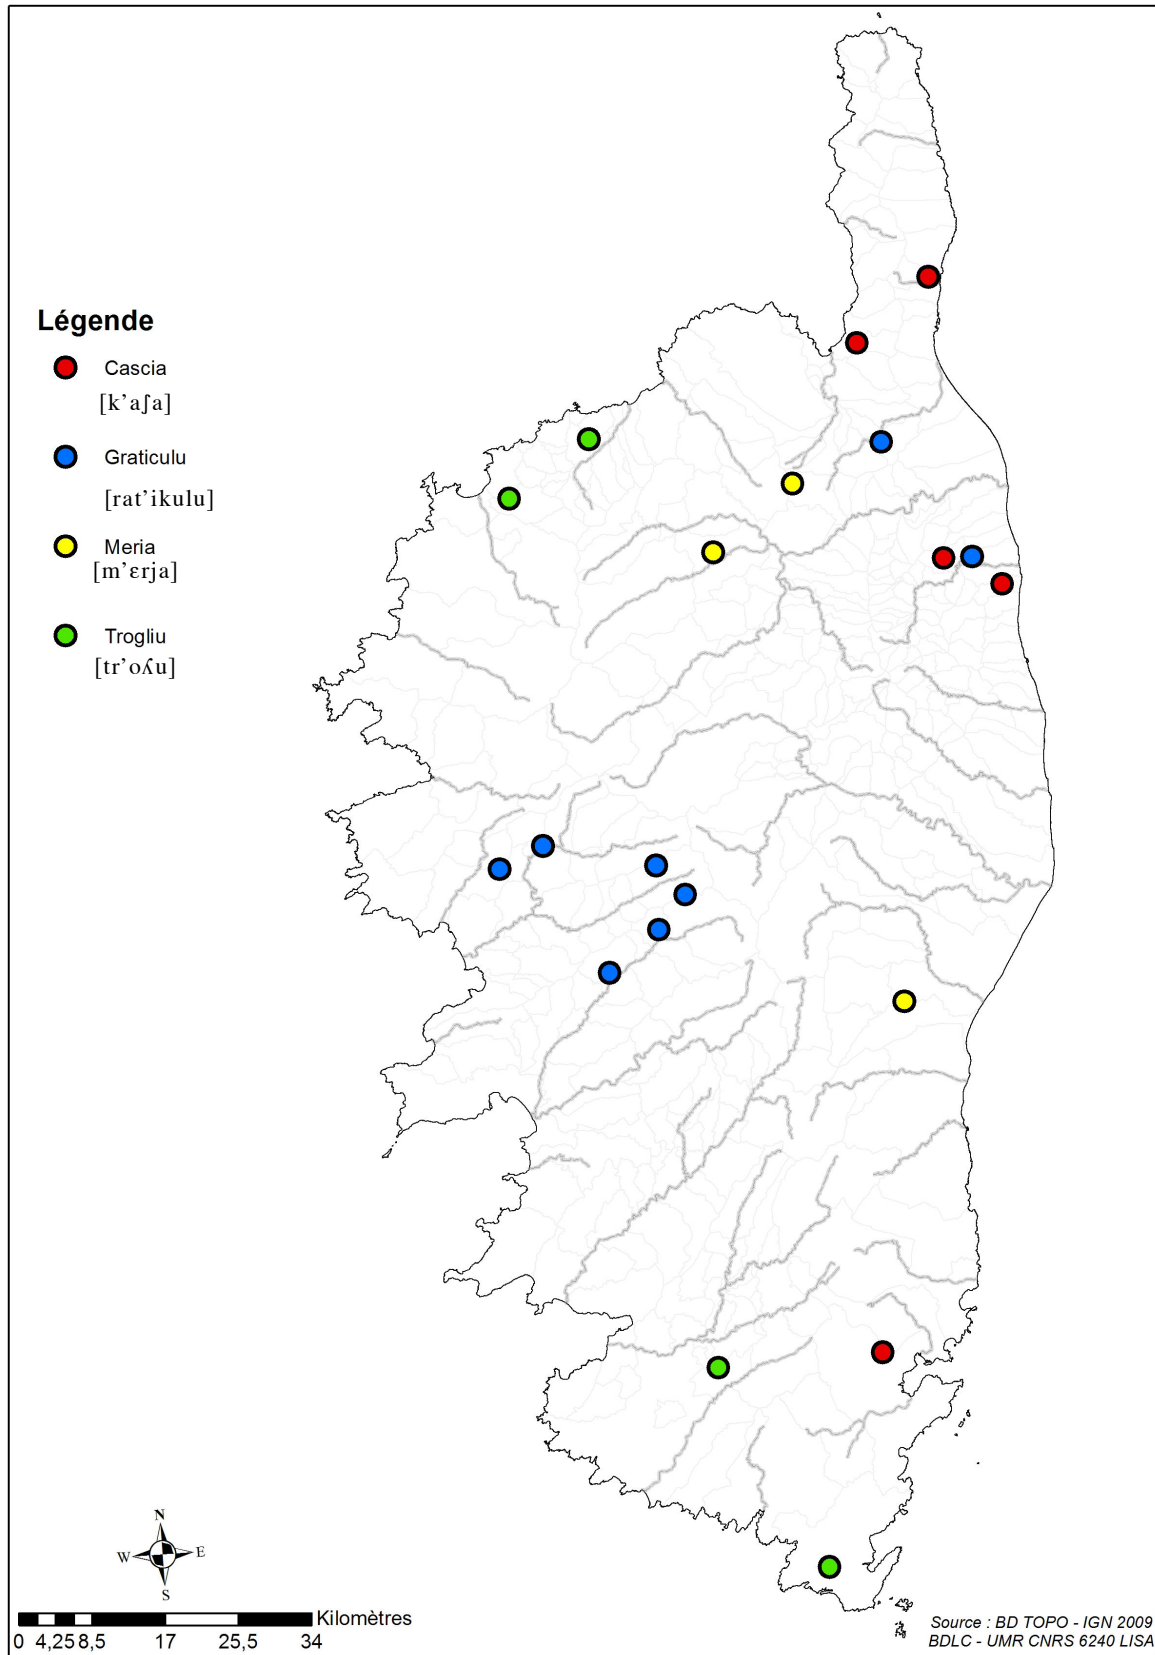 Légende
Cascia
[k'aʃa]
Graticulu
[rat'ikulu]
Meria
[m'ɛrja]
Trogliu
[tr'oʎu]
N
W E
S
Kilomètres
0 4,25 8,5 17 25,5 34
Source : BD TOPO - IGN 2009
BDLC - UMR CNRS 6240 LISA